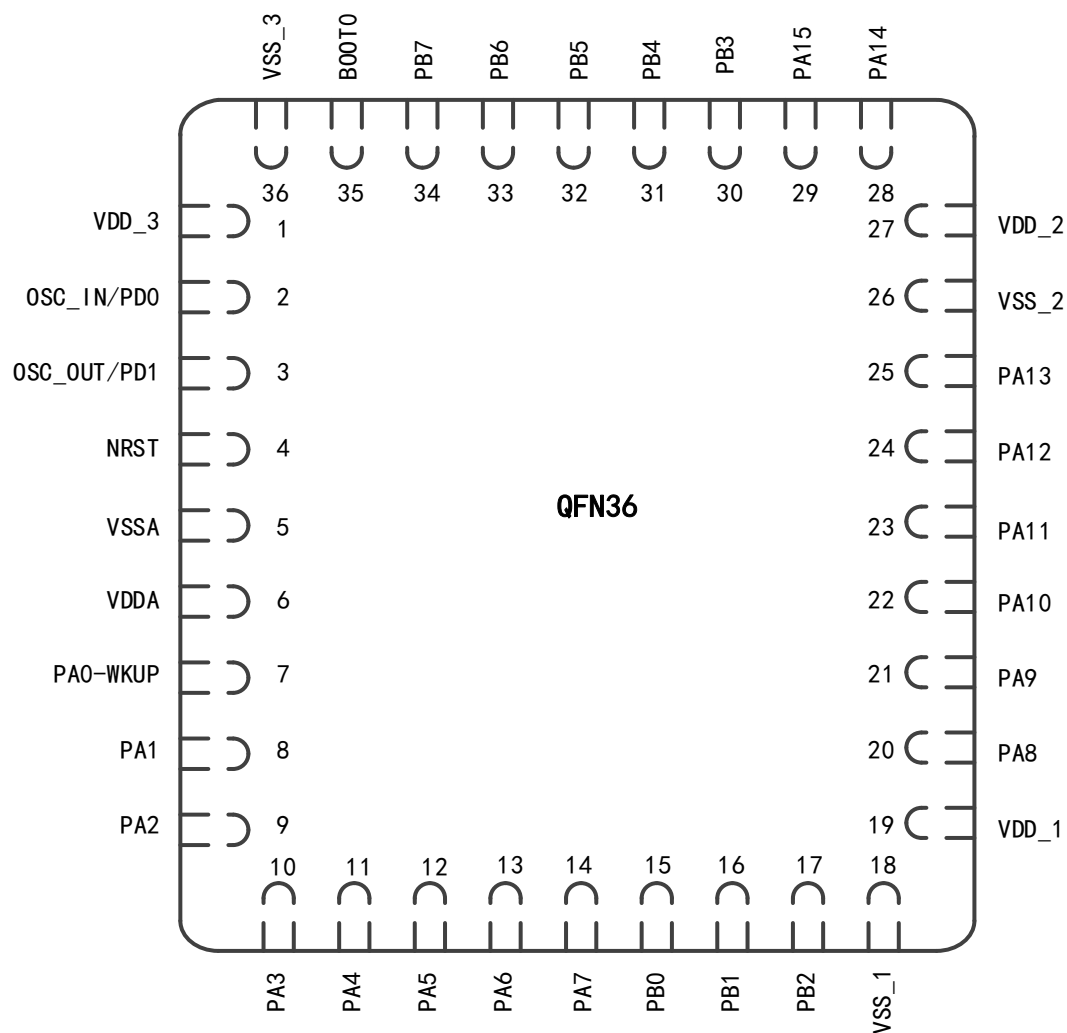 VSS_3
BOOT0
PB7
PB6
PB5
PB4
PB3
PA15
PA14
36 35 34 33 32 31 30 29 28
VDD_3 1 27 VDD_2
OSC_IN/PD0 2 26 VSS_2
OSC_OUT/PD1 3 25 PA13
NRST 4 24 PA12
QFN36
VSSA 5 23 PA11
VDDA 6 22 PA10
PA0-WKUP 7 21 PA9
PA1 8 20 PA8
PA2 9 19 VDD_1
10 11 12 13 14 15 16 17 18
PA3
PA4
PA5
PA6
PA7
PB0
PB1
PB2
VSS_1